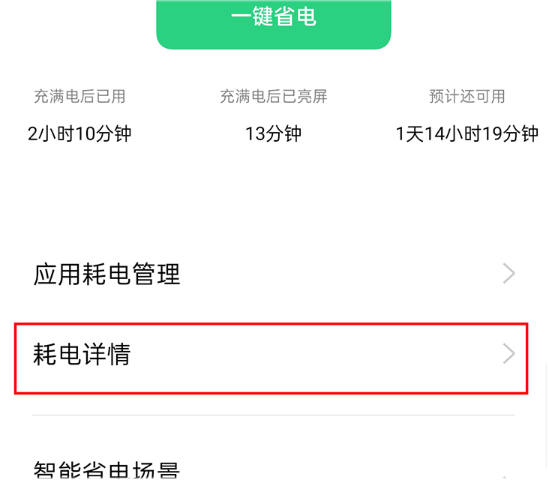 一键省电
充满电后已用 充满电后已亮屏 预计还可用
2小时10分钟 13分钟 1天14小时19分钟
应用耗电管理
耗电详情
智能省电场景